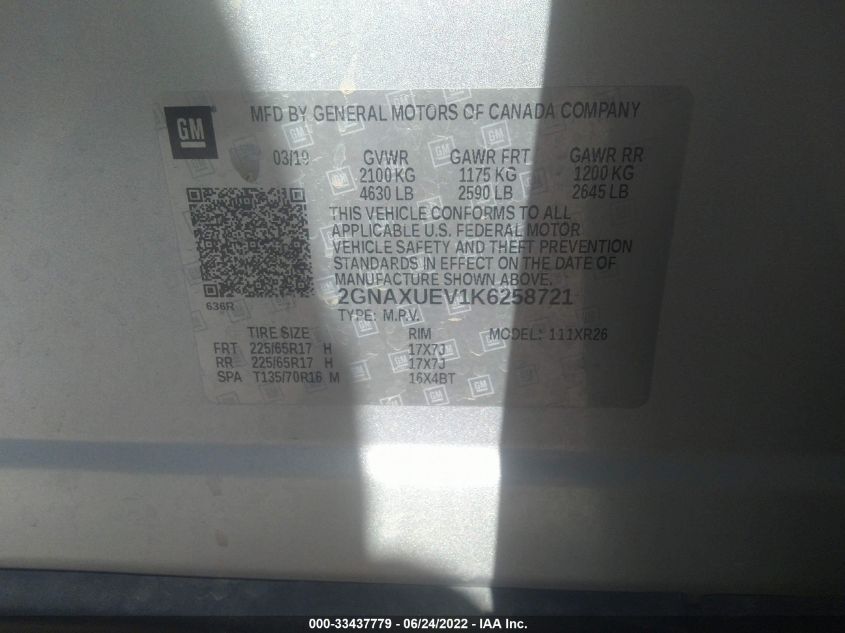 GM
MFD BY GENERAL MOTORS OF CANADA COMPANY
03/19 GVWR GAWR FRT GAWR RR
2100 KG 1175 KG 1200 KG
4630 LB 2590 LB 2645 LB
THIS VEHICLE CONFORMS TO ALL
APPLICABLE U.S. FEDERAL MOTOR
VEHICLE SAFETY AND THEFT PREVENTION
STANDARDS IN EFFECT ON THE DATE OF
MANUFACTURE SHOWN ABOVE.
2GNAXUEV1K6258721
636R
TYPE: M.P.V.
TIRE SIZE RIM MODEL: 111XR26
FRT 225/65R17 H 17X7J
RR 225/65R17 H 17X7J
SPA T135/70R16 M 16X4BT
000-33437779 - 06/24/2022 - IAA Inc.